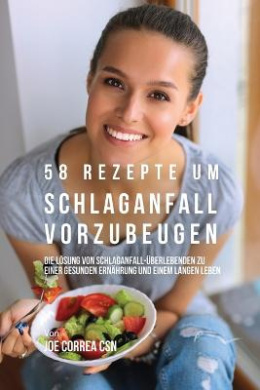 58 REZEPTE UM
SCHLAGANFALL
VORZUBEUGEN
DIE LÖSUNG VON SCHLAGANFALL-ÜBERLEBENDEN ZU
EINER GESUNDEN ERNÄHRUNG UND EINEM LANGEN LEBEN
Von
JOE CORREA CSN